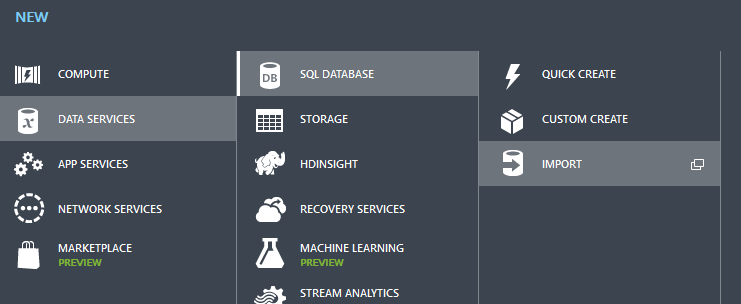 NEW
COMPUTE
DATA SERVICES
APP SERVICES
NETWORK SERVICES
MARKETPLACE
PREVIEW
DB
SQL DATABASE
STORAGE
HDINSIGHT
RECOVERY SERVICES
MACHINE LEARNING
PREVIEW
STREAM ANALYTICS
QUICK CREATE
CUSTOM CREATE
IMPORT